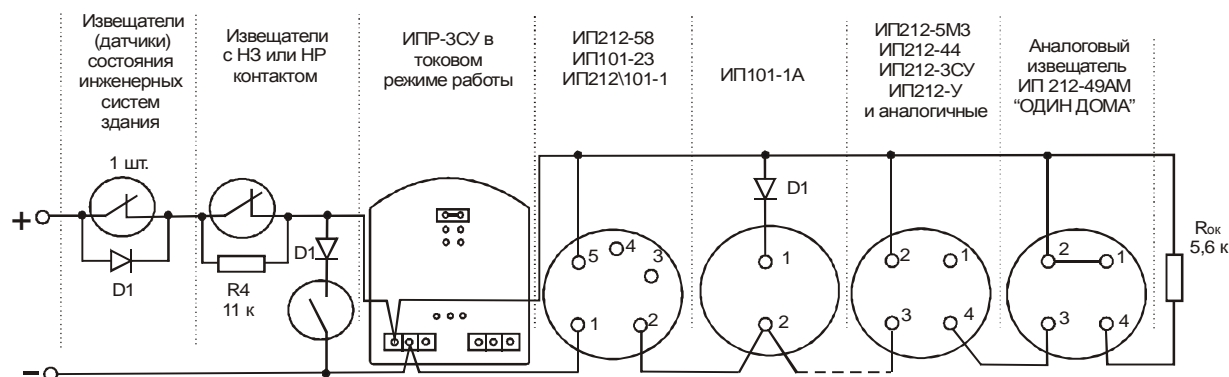 Извещатели
(датчики)
состояния
инженерных
систем
здания
Извещатели
с НЗ или НР
контактом
ИПР-3СУ в
токовом
режиме работы
ИП212-58
ИП101-23
ИП212\101-1
ИП101-1А
ИП212-5М3
ИП212-44
ИП212-3СУ
ИП212-У
и аналогичные
Аналоговый
извещатель
ИП 212-49АМ
“ОДИН ДОМА”
1 шт.
+
D1
R4
11 к
D1
5
4
3
1
2
D1
1
2
2
1
3
4
2
1
3
4
Rок
5,6 к
-